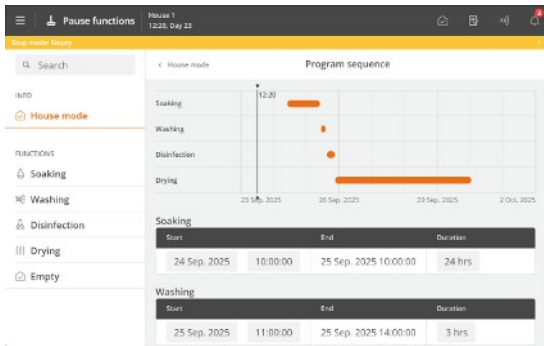 Pause functions
House 1
12:20, Day 23
3
Stop mode: Empty
Search
House mode
Program sequence
INFO
House mode
FUNCTIONS
Soaking
Washing
Disinfection
Drying
Empty
12:20
Soaking
Washing
Disinfection
Drying
23 Sep. 2025 26 Sep. 2025 29 Sep. 2025 2 Oct. 2025
Soaking
Start End Duration
24 Sep. 2025 10:00:00 25 Sep. 2025 10:00:00 24 hrs
Washing
Start End Duration
25 Sep. 2025 11:00:00 25 Sep. 2025 14:00:00 3 hrs